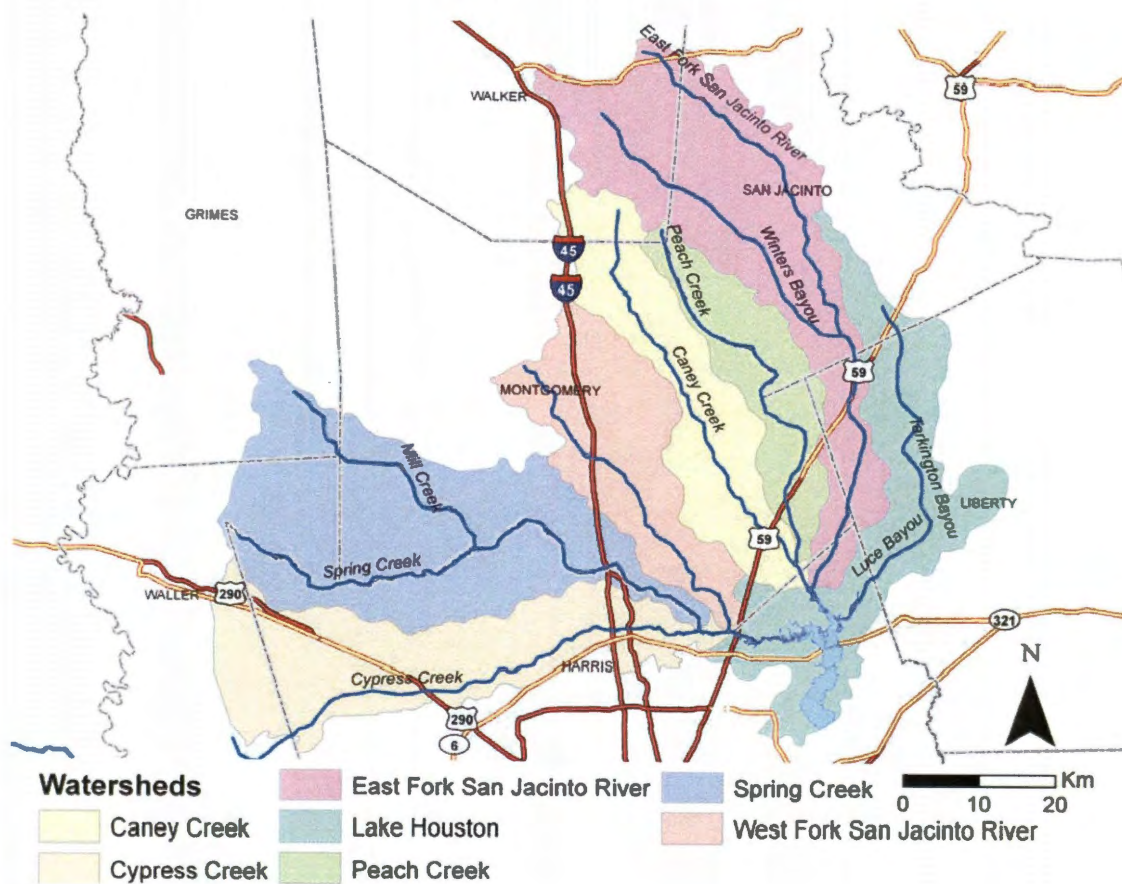 East Fork San Jacinto River
WALKER
59
SAN JACINTO
GRIMES
Winters Bayou
Peach Creek
45
45
Caney Creek
59
MONTGOMERY
Tarkington Bayou
Mill Creek
LIBERTY
Luce Bayou
59
Spring Creek
WALLER
290
321
HARRIS
N
Cypress Creek
290
6
Watersheds
Caney Creek
Cypress Creek
East Fork San Jacinto River
Lake Houston
Peach Creek
Spring Creek
West Fork San Jacinto River
Km
0 10 20